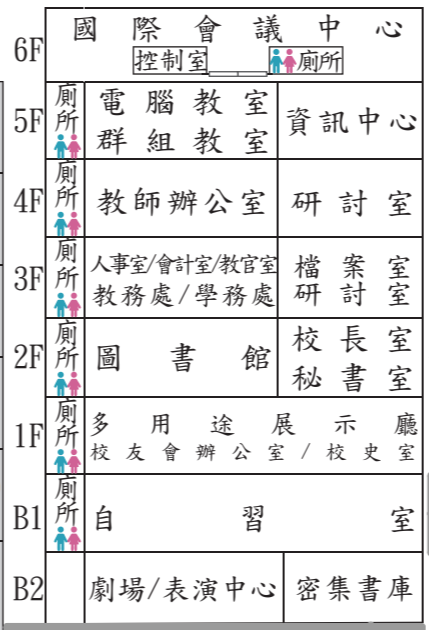 6F
國際會議中心
控制室
廁所
5F
廁所
電腦教室
群組教室
資訊中心
4F
廁所
教師辦公室
研討室
3F
廁所
人事室/會計室/教官室
教務處/學務處
檔案室
研討室
2F
廁所
圖書館
校長室
秘書室
1F
廁所
多用途展示廳
校友會辦公室/校史室
B1
廁所
自習室
B2
劇場/表演中心
密集書庫